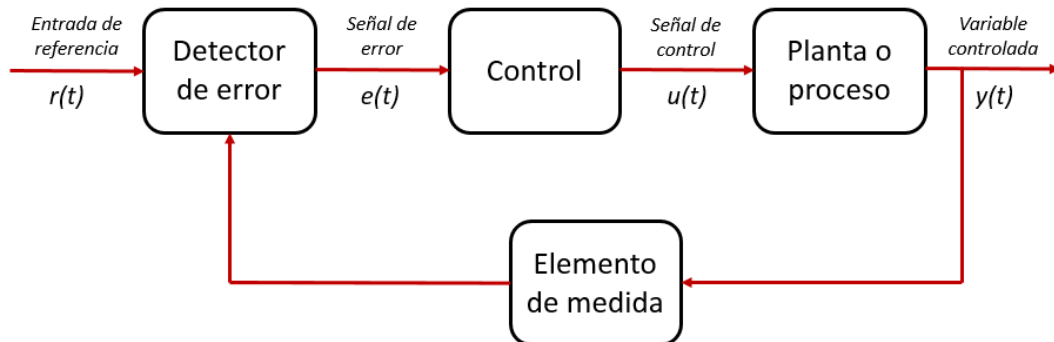 Entrada de
referencia
r(t)
Detector
de error
Señal de
error
e(t)
Control
Señal de
control
u(t)
Planta o
proceso
Variable
controlada
y(t)
Elemento
de medida